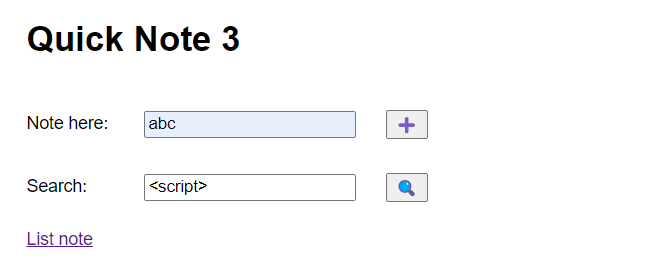 Quick Note 3
Note here: abc
Search: <script>
List note